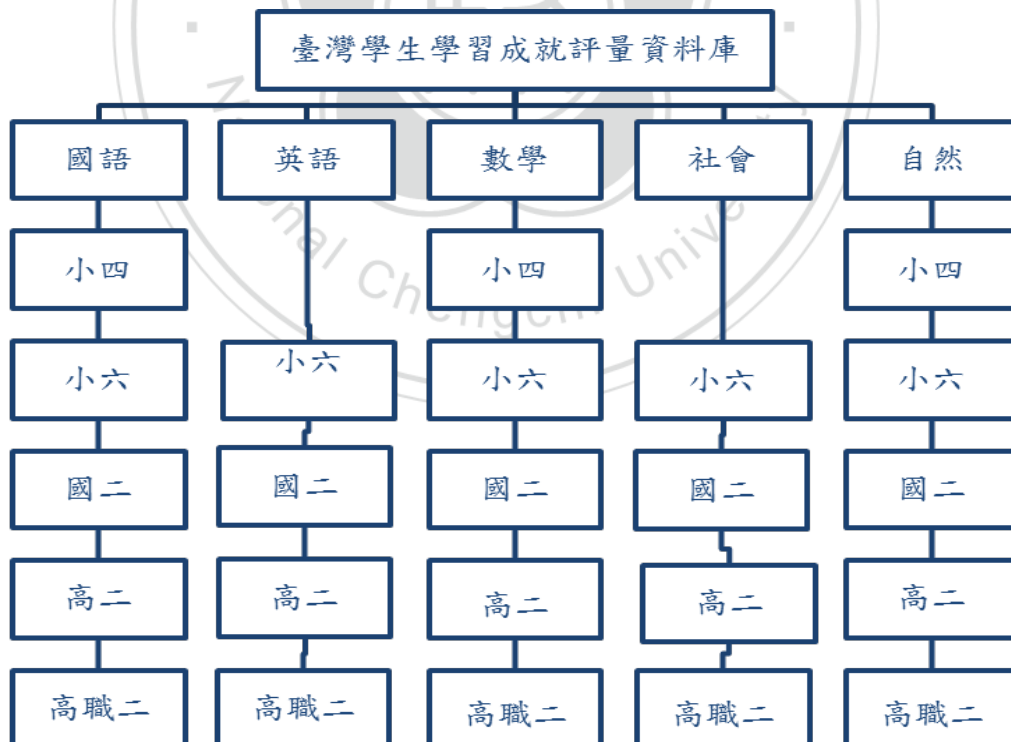 臺灣學生學習成就評量資料庫
國語 英語 數學 社會 自然
小四 小四 小四
小六 小六 小六 小六 小六
國二 國二 國二 國二 國二
高二 高二 高二 高二 高二
高職二 高職二 高職二 高職二 高職二
Chengchi Univer